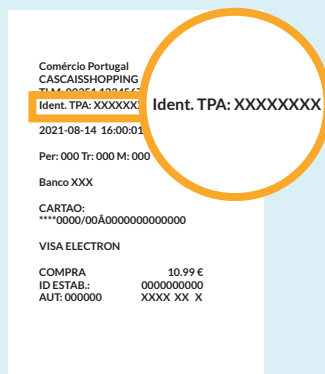 Comércio Portugal
CASCAISSHOPPING
Ident. TPA: XXXXXXX
Ident. TPA: XXXXXXXX
2021-08-14 16:00:01
Per: 000 Tr: 000 M: 000
Banco XXX
CARTAO:
****0000/00Ã0000000000000
VISA ELECTRON
COMPRA 10.99 €
ID ESTAB.: 0000000000
AUT: 000000 XXXX XX X